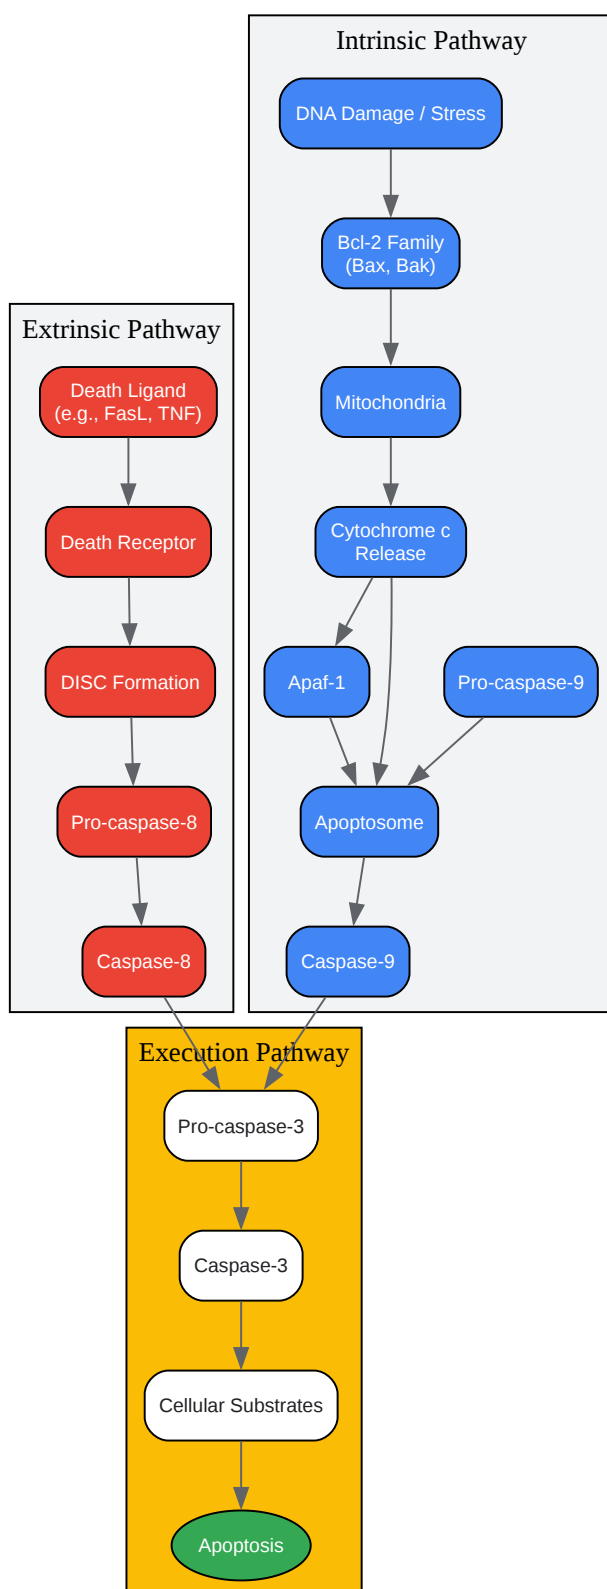 Intrinsic Pathway
DNA Damage / Stress
Bcl-2 Family
(Bax, Bak)
Mitochondria
Cytochrome c
Release
Apaf-1
Pro-caspase-9
Apoptosome
Caspase-9
Extrinsic Pathway
Death Ligand
(e.g., FasL, TNF)
Death Receptor
DISC Formation
Pro-caspase-8
Caspase-8
Execution Pathway
Pro-caspase-3
Caspase-3
Cellular Substrates
Apoptosis